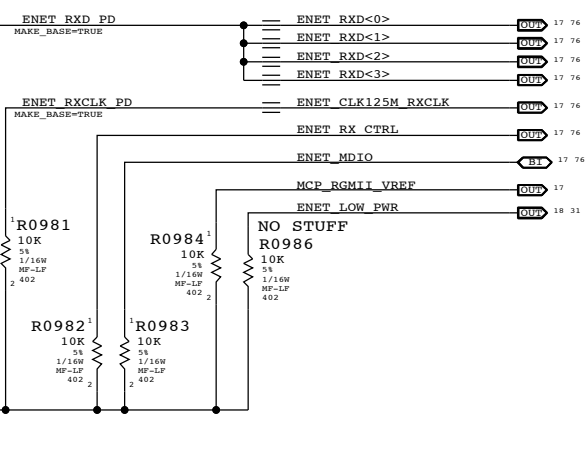 ENET_RXD_PD ENET_RXD<0> OUT 17 76
MAKE_BASE=TRUE
ENET_RXD<1> OUT 17 76
ENET_RXD<2> OUT 17 76
ENET_RXD<3> OUT 17 76
ENET_RXCLK_PD ENET_CLK125M_RXCLK OUT 17 76
MAKE_BASE=TRUE
ENET_RX_CTRL OUT 17 76
ENET_MDIO BI 17 76
MCP_RGMII_VREF OUT 17
ENET_LOW_PWR OUT 18 31
1
R0981
10K
5%
1/16W
MF-LF
402
2
R0984 1
10K
5%
1/16W
MF-LF
402
2
NO STUFF
R0986
10K
5%
1/16W
MF-LF
402
R0982 1
10K
5%
1/16W
MF-LF
402
2
1 R0983
10K
5%
1/16W
MF-LF
402
2